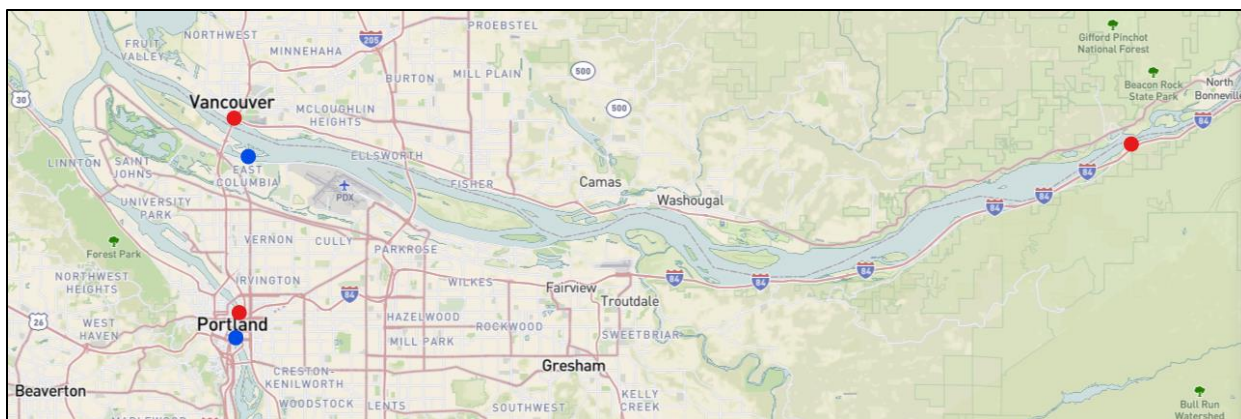 PROEBSTEL
FRUIT
VALLEY
NORTHWEST
205
MINNEHAHA
Gifford Pinchot
National Forest
BURTON
MILL PLAIN
500
Beacon Rock
State Park
North
Bonneville
30
Vancouver
MCLOUGHLIN
HEIGHTS
500
84
LINNTON
SAINT
JOHNS
EAST
COLUMBIA
ELLSWORTH
84
FISHER
Camas
PDX
Washougal
84
UNIVERSITY
PARK
84
VERNON
CULLY
PARKROSE
Forest Park
NORTHWEST
HEIGHTS
IRVINGTON
WILKES
84
84
84
Fairview
84
Troutdale
26
WEST
HAVEN
Portland
HAZELWOOD
ROCKWOOD
MILL PARK
SWEETBRIAR
Gresham
CRESTON-
KENILWORTH
Beaverton
WOODSTOCK
LENTS
SOUTHWEST
KELLY
CREEK
Bull Run
Watershed